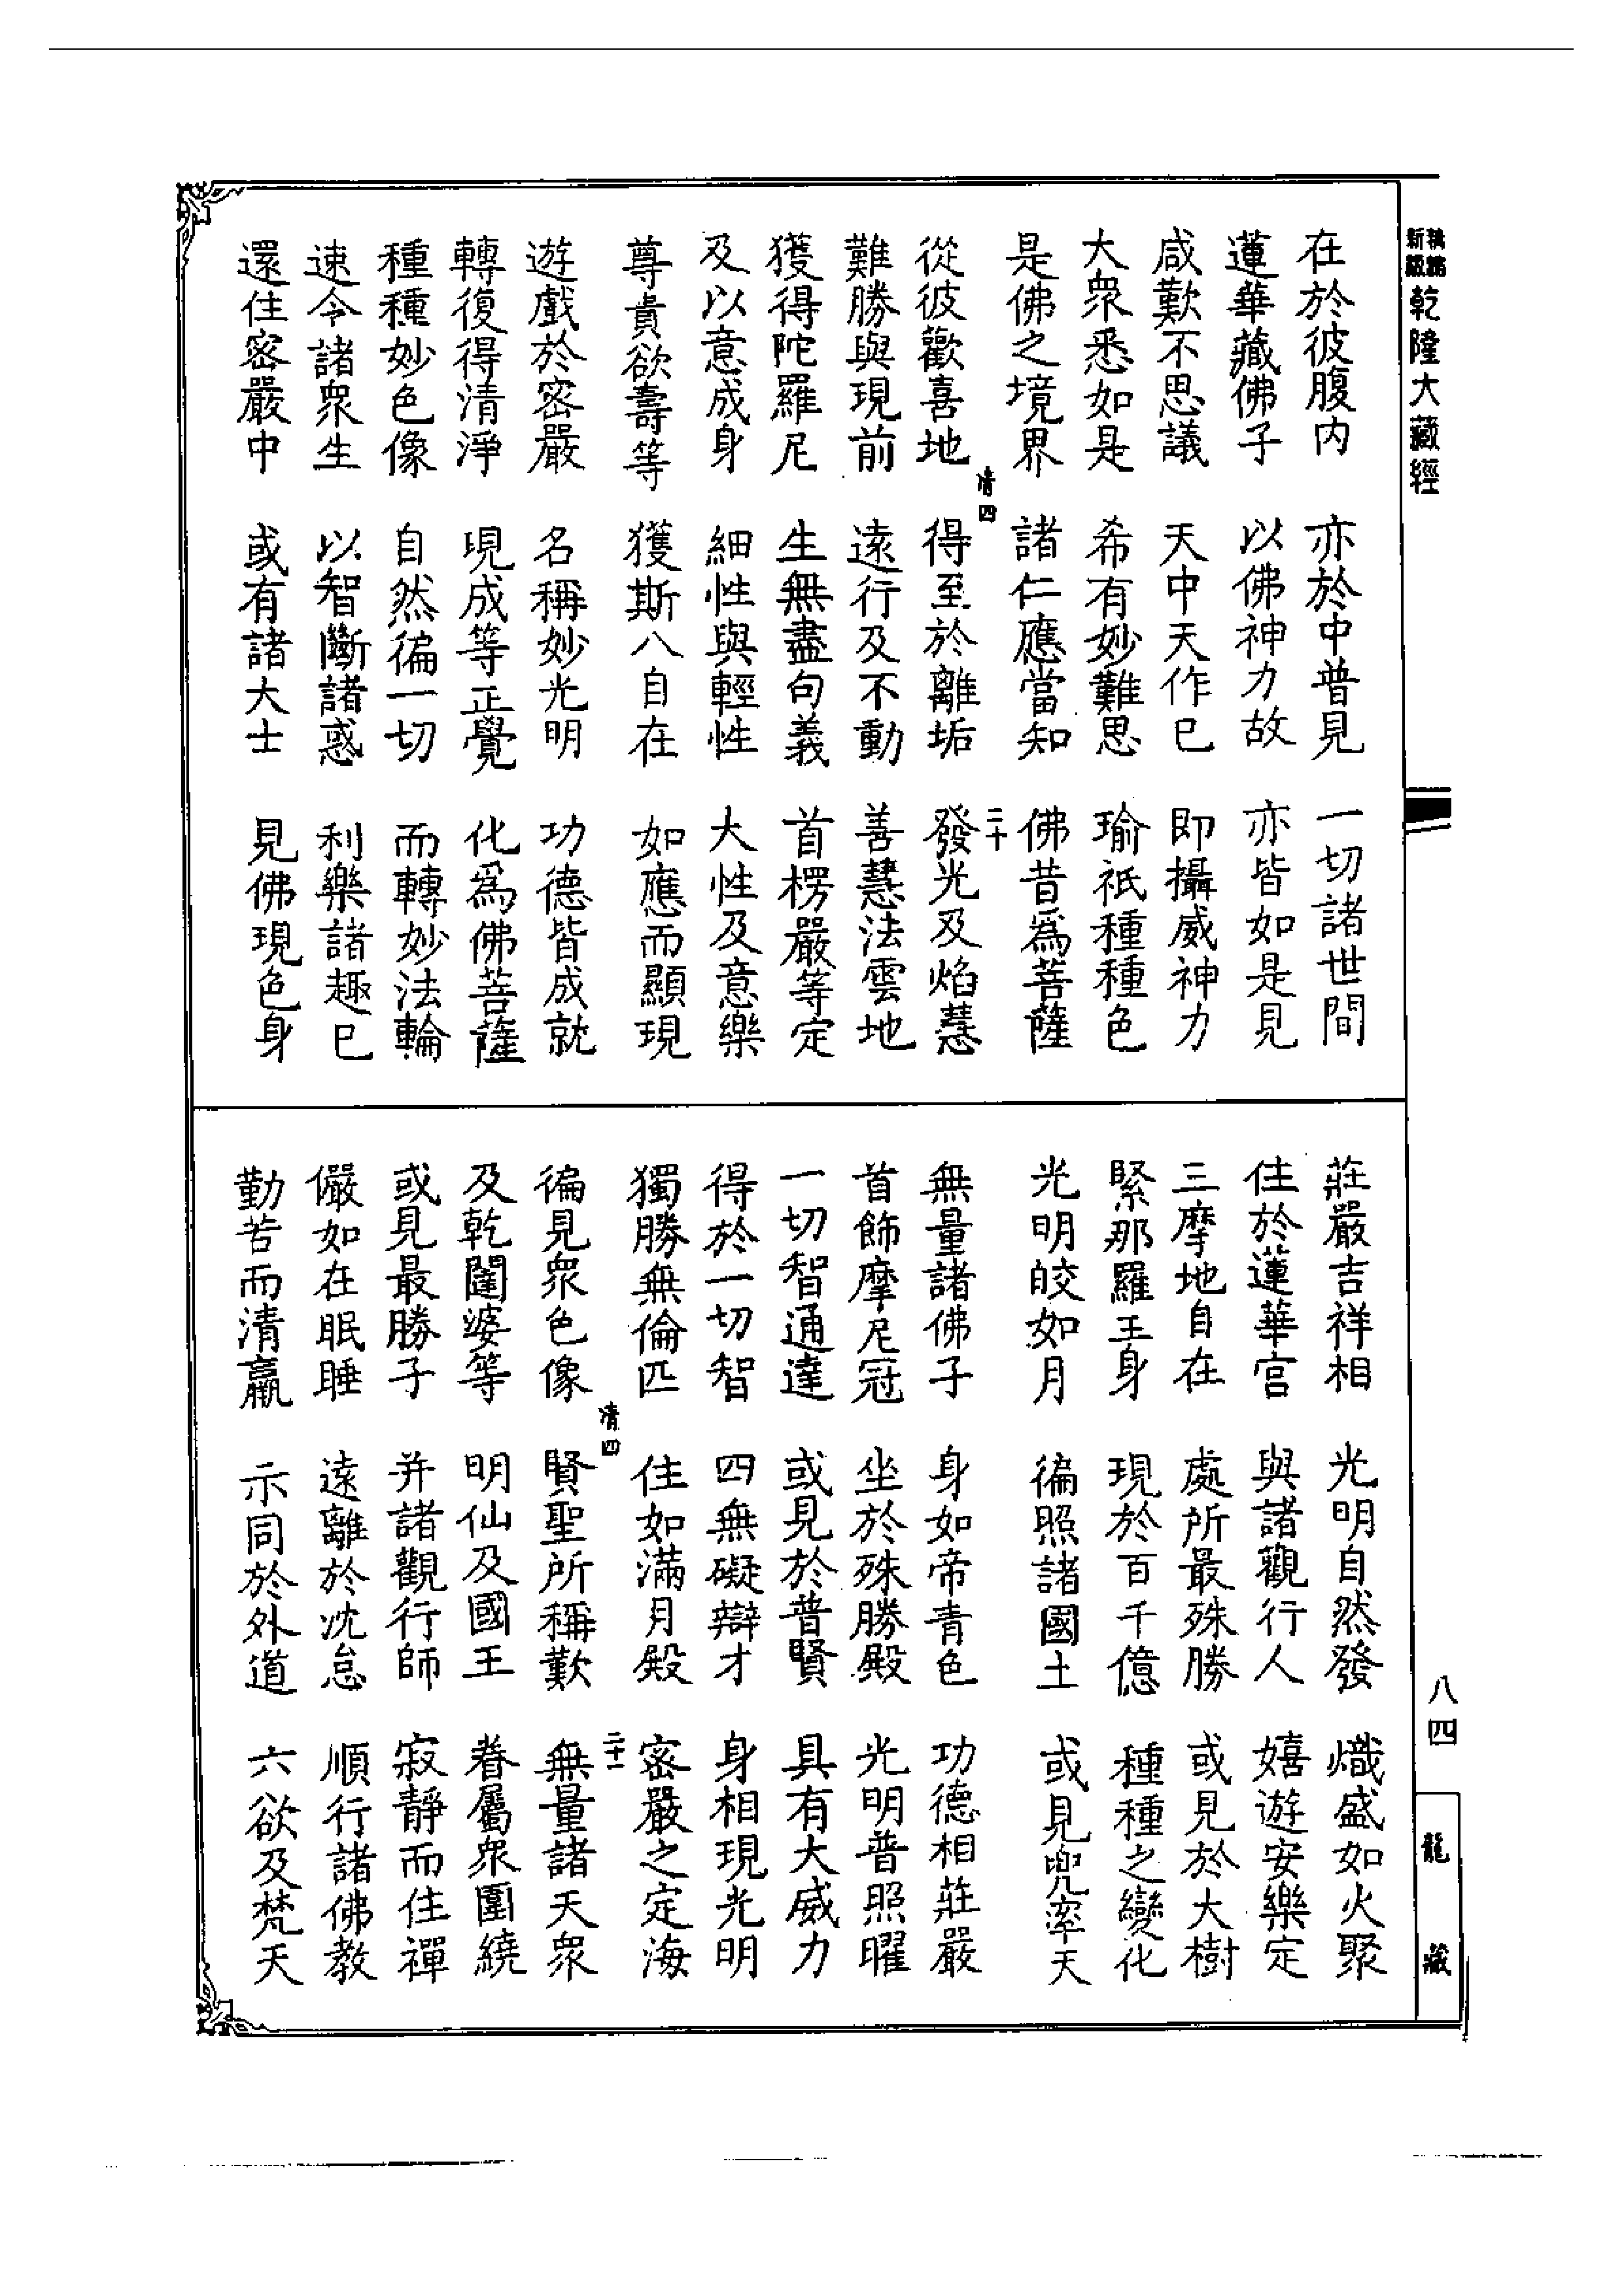 新編縮版 乾隆大藏經
在於彼腹內 亦於中普見 一切諸世間
蓮華藏佛子 以佛神力故 亦皆如是見
咸歎不思議 天中天作已 即攝威神力
大衆悉如是 希有妙難思 瑜祇種種色
是佛之境界 諸仁應當知 佛昔爲菩薩
清四 二十
從彼歡喜地 得至於離垢 發光及焰慧
難勝與現前 遠行及不動 善慧法雲地
獲得陀羅尼 生無盡句義 首楞嚴等定
及以意成身 細性與輕性 大性及意樂
尊貴欲壽等 獲斯八自在 如應而顯現
遊戲於密嚴 名稱妙光明 功德皆成就
轉復得清淨 現成等正覺 化爲佛菩薩
種種妙色像 自然徧一切 而轉妙法輪
速令諸衆生 以智斷諸惑 利樂諸趣已
還住密嚴中 或有諸大士 見佛現色身
莊嚴吉祥相 光明自然發 熾盛如火聚
住於蓮華宮 與諸觀行人 嬉遊安樂定
三摩地自在 處所最殊勝 或見於大樹
緊那羅王身 現於百千億 種種之變化
光明皎如月 徧照諸國土 或見兜率天
無量諸佛子 身如帝青色 功德相莊嚴
首飾摩尼冠 坐於殊勝殿 光明普照曜
一切智通達 或見於普賢 具有大威力
得於一切智 四無礙辯才 身相現光明
獨勝無倫匹 住如滿月殿 密嚴之定海
清四 二十一
徧見衆色像 賢聖所稱歎 無量諸天衆
及乾闥婆等 明仙及國王 眷屬衆圍繞
或見最勝子 并諸觀行師 寂靜而住禪
儼如在眠睡 遠離於沈怠 順行諸佛教
勤苦而清羸 示同於外道 六欲及梵天
八四
龍藏